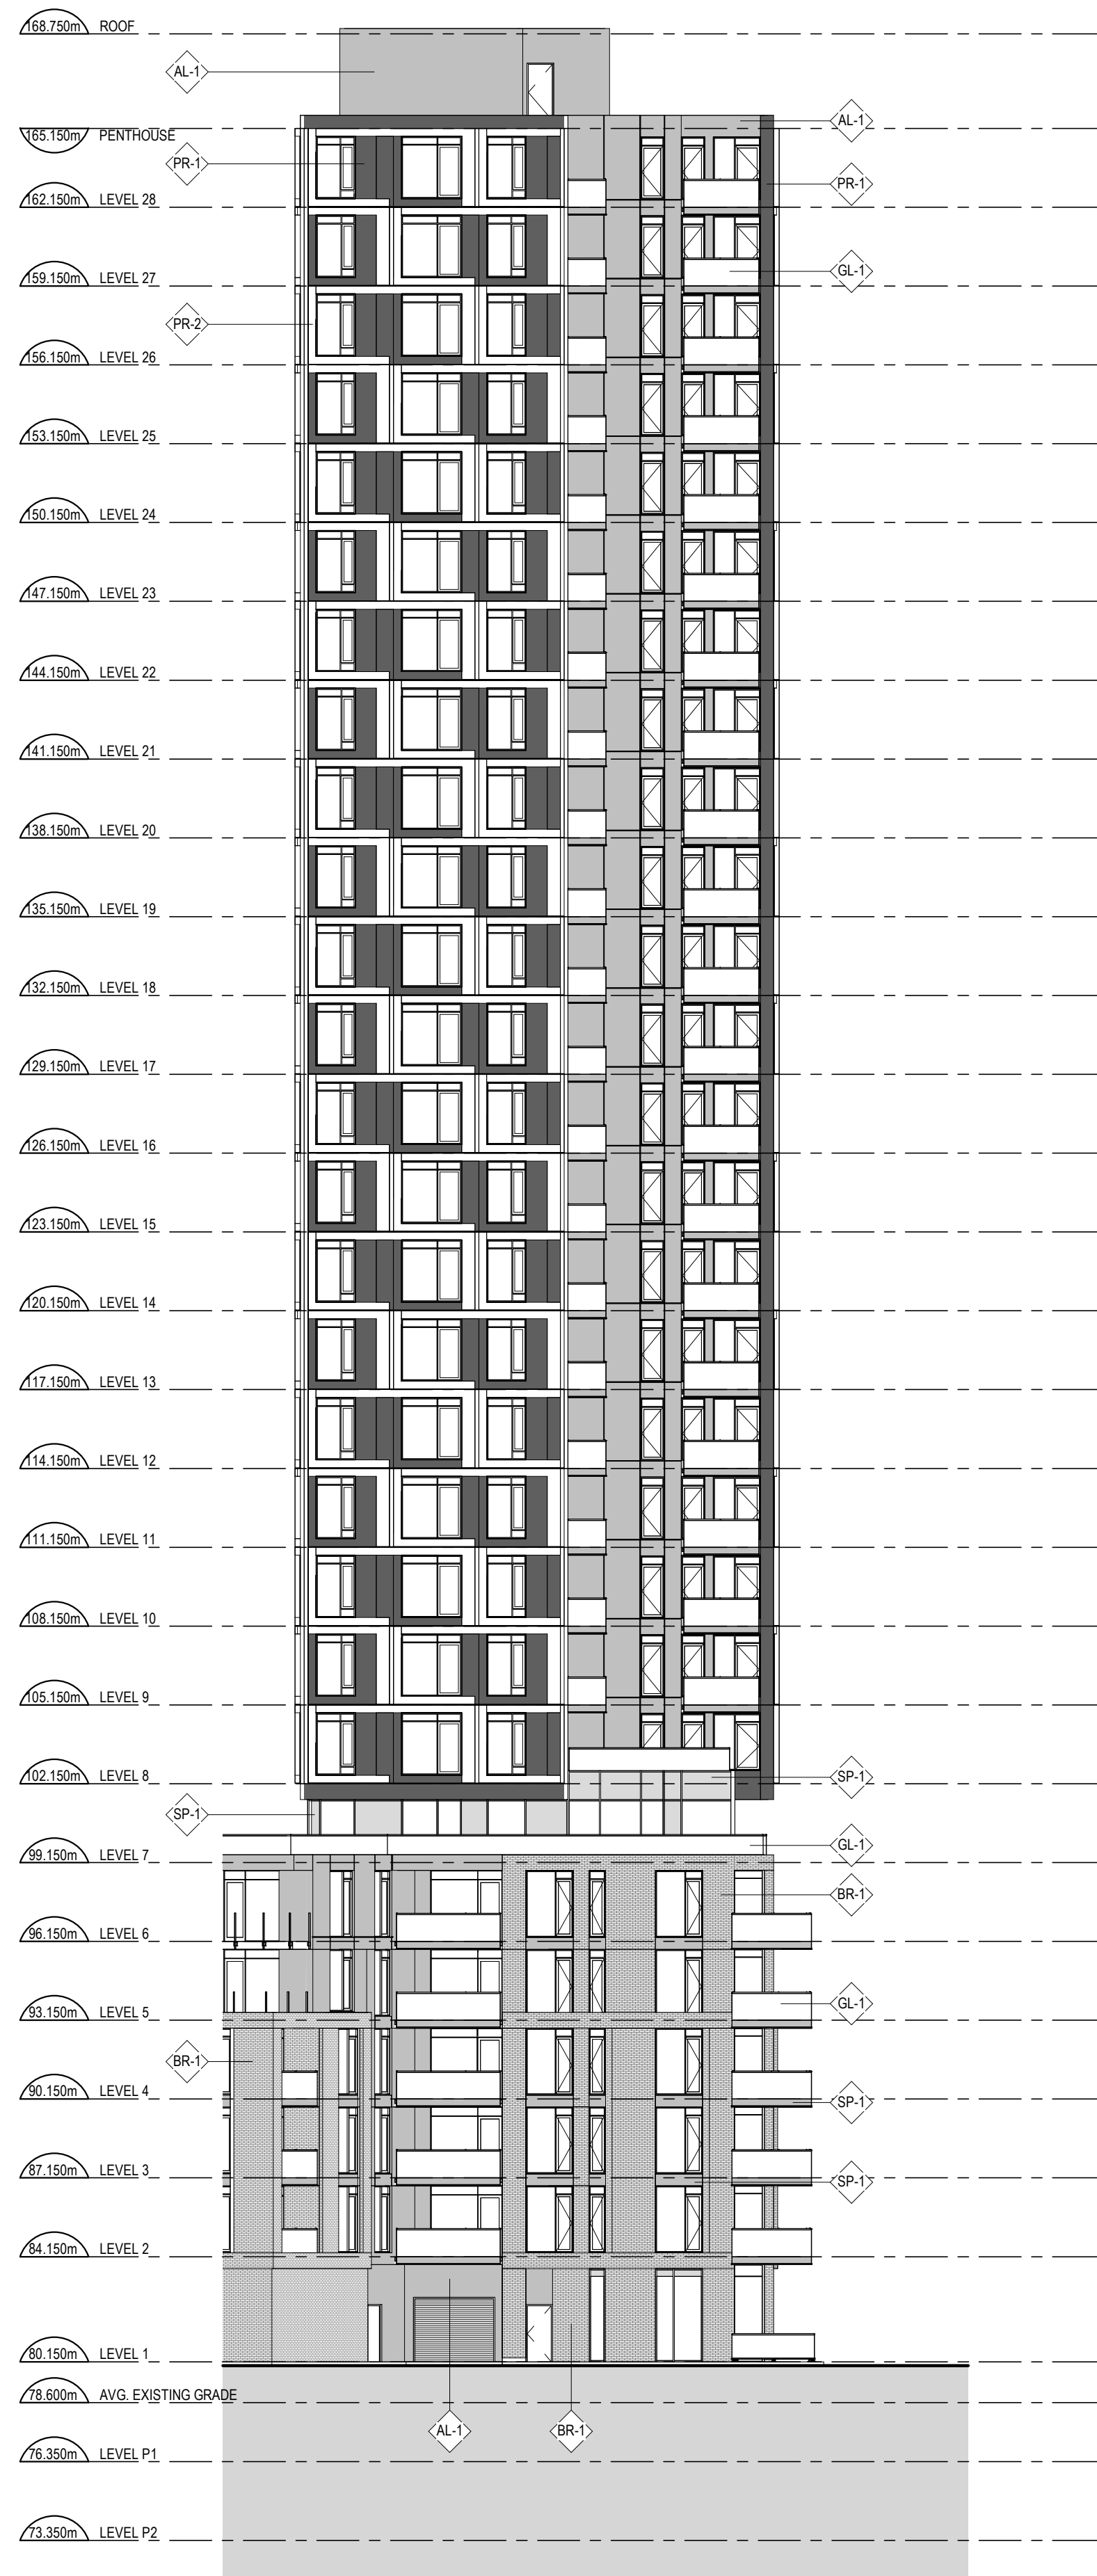 168.750m ROOF
AL-1
AL-1
165.150m PENTHOUSE
PR-1
PR-1
162.150m LEVEL 28
GL-1
159.150m LEVEL 27
PR-2
156.150m LEVEL 26
153.150m LEVEL 25
150.150m LEVEL 24
147.150m LEVEL 23
144.150m LEVEL 22
141.150m LEVEL 21
138.150m LEVEL 20
135.150m LEVEL 19
132.150m LEVEL 18
129.150m LEVEL 17
126.150m LEVEL 16
123.150m LEVEL 15
120.150m LEVEL 14
117.150m LEVEL 13
114.150m LEVEL 12
111.150m LEVEL 11
108.150m LEVEL 10
105.150m LEVEL 9
102.150m LEVEL 8
SP-1
SP-1
GL-1
99.150m LEVEL 7
BR-1
96.150m LEVEL 6
GL-1
93.150m LEVEL 5
BR-1
90.150m LEVEL 4
SP-1
87.150m LEVEL 3
SP-1
84.150m LEVEL 2
80.150m LEVEL 1
78.600m AVG. EXISTING GRADE
AL-1
BR-1
76.350m LEVEL P1
73.350m LEVEL P2